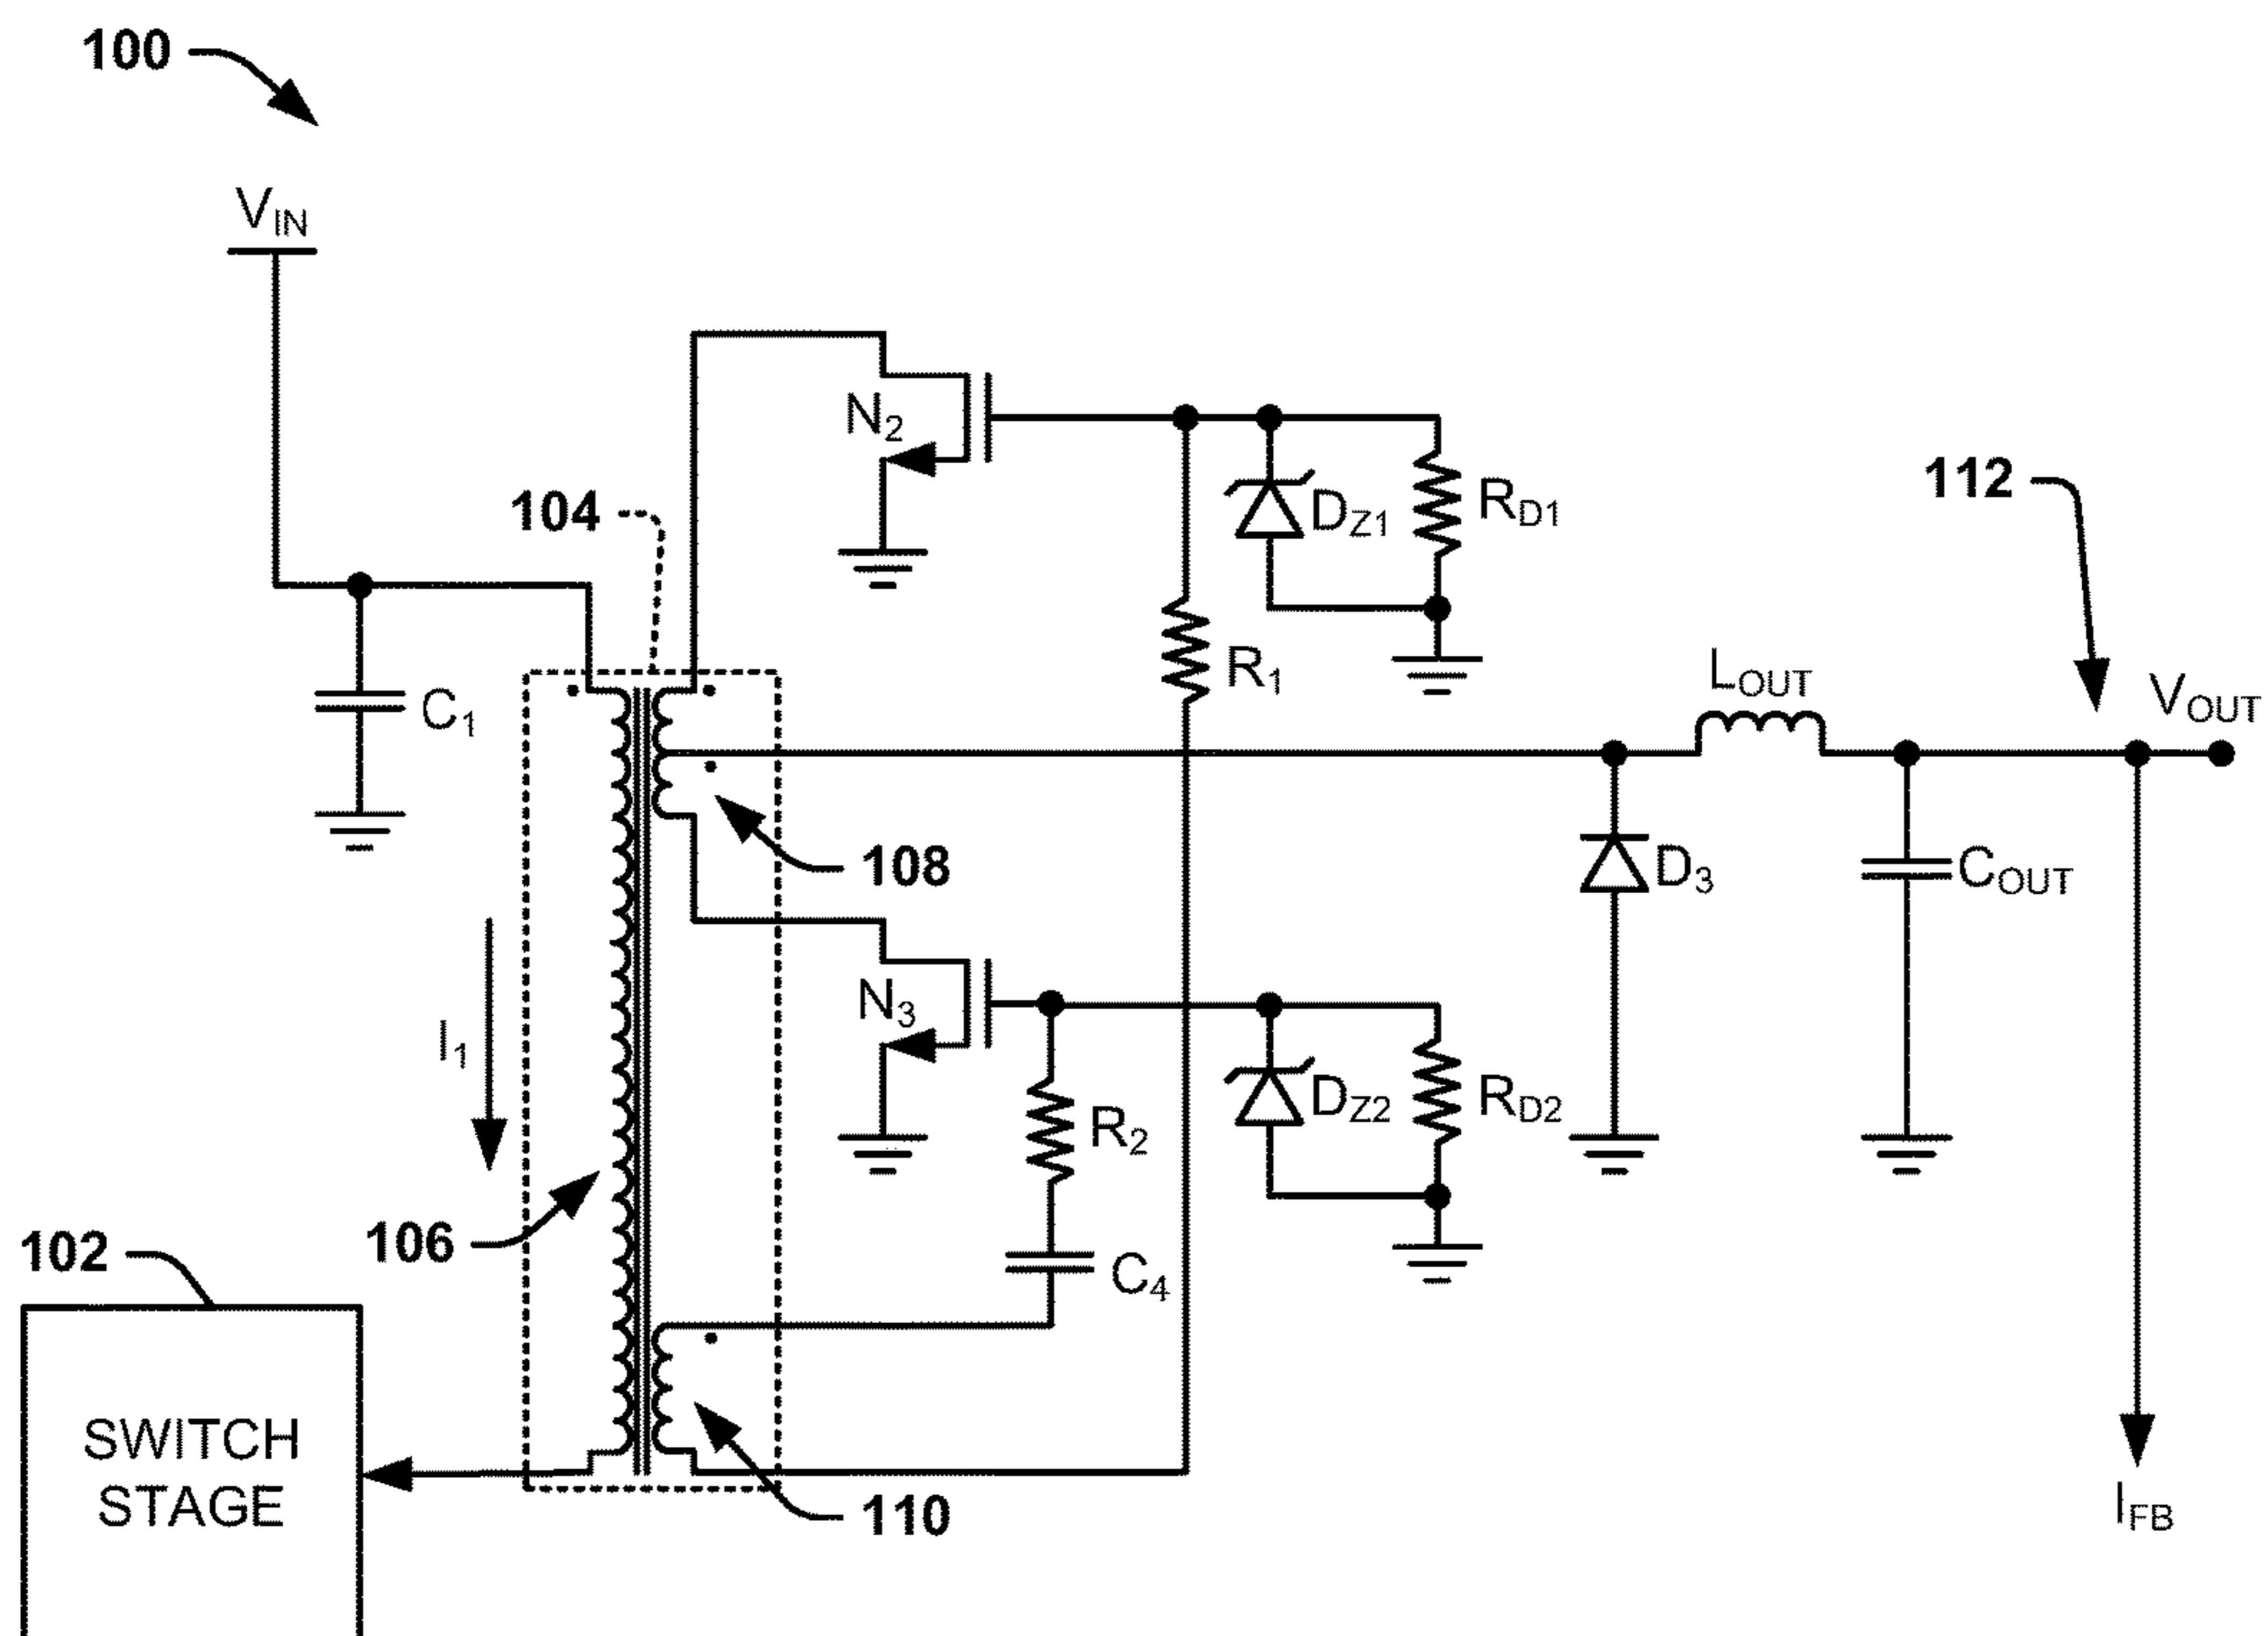 100
VIN
N2
104
DZ1
RD1
112
R1
LOUT
VOUT
C1
108
D3
COUT
N3
I1
R2
DZ2
RD2
106
102
C4
SWITCH
STAGE
110
IFB